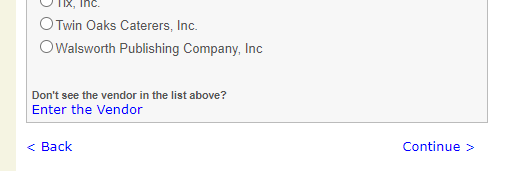 Tix, Inc.
Twin Oaks Caterers, Inc.
Walsworth Publishing Company, Inc
Don't see the vendor in the list above?
Enter the Vendor
< Back
Continue >